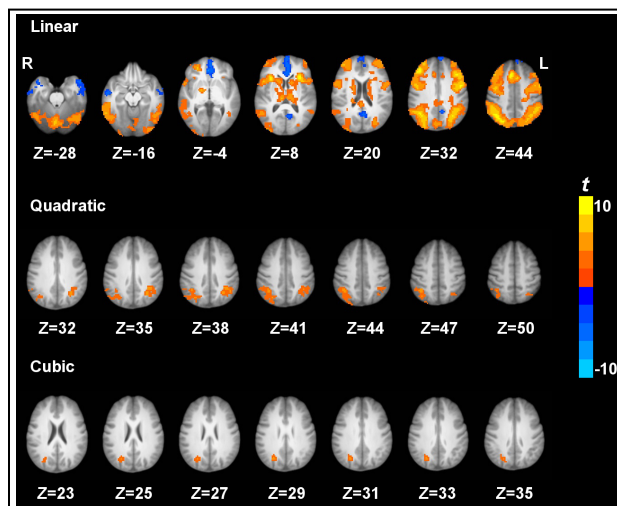 Linear
R
L
Z=-28 Z=-16 Z=-4 Z=8 Z=20 Z=32 Z=44
t
10
-10
Quadratic
Z=32 Z=35 Z=38 Z=41 Z=44 Z=47 Z=50
Cubic
Z=23 Z=25 Z=27 Z=29 Z=31 Z=33 Z=35